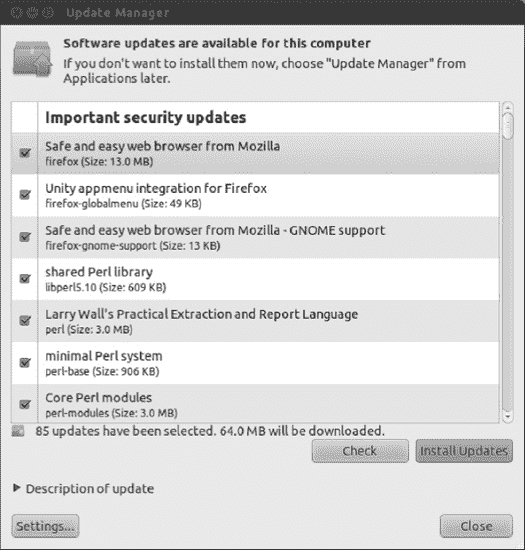 Update Manager
Software updates are available for this computer
If you don't want to install them now, choose "Update Manager" from
Applications later.
Important security updates
Safe and easy web browser from Mozilla
firefox (Size: 13.0 MB)
Unity appmenu integration for Firefox
firefox-globalmenu (Size: 49 KB)
Safe and easy web browser from Mozilla - GNOME support
firefox-gnome-support (Size: 13 KB)
shared Perl library
libperl5.10 (Size: 609 KB)
Larry Wall's Practical Extraction and Report Language
perl (Size: 3.0 MB)
minimal Perl system
perl-base (Size: 906 KB)
Core Perl modules
perl-modules (Size: 3.0 MB)
85 updates have been selected. 64.0 MB will be downloaded.
Check
Install Updates
Description of update
Settings...
Close